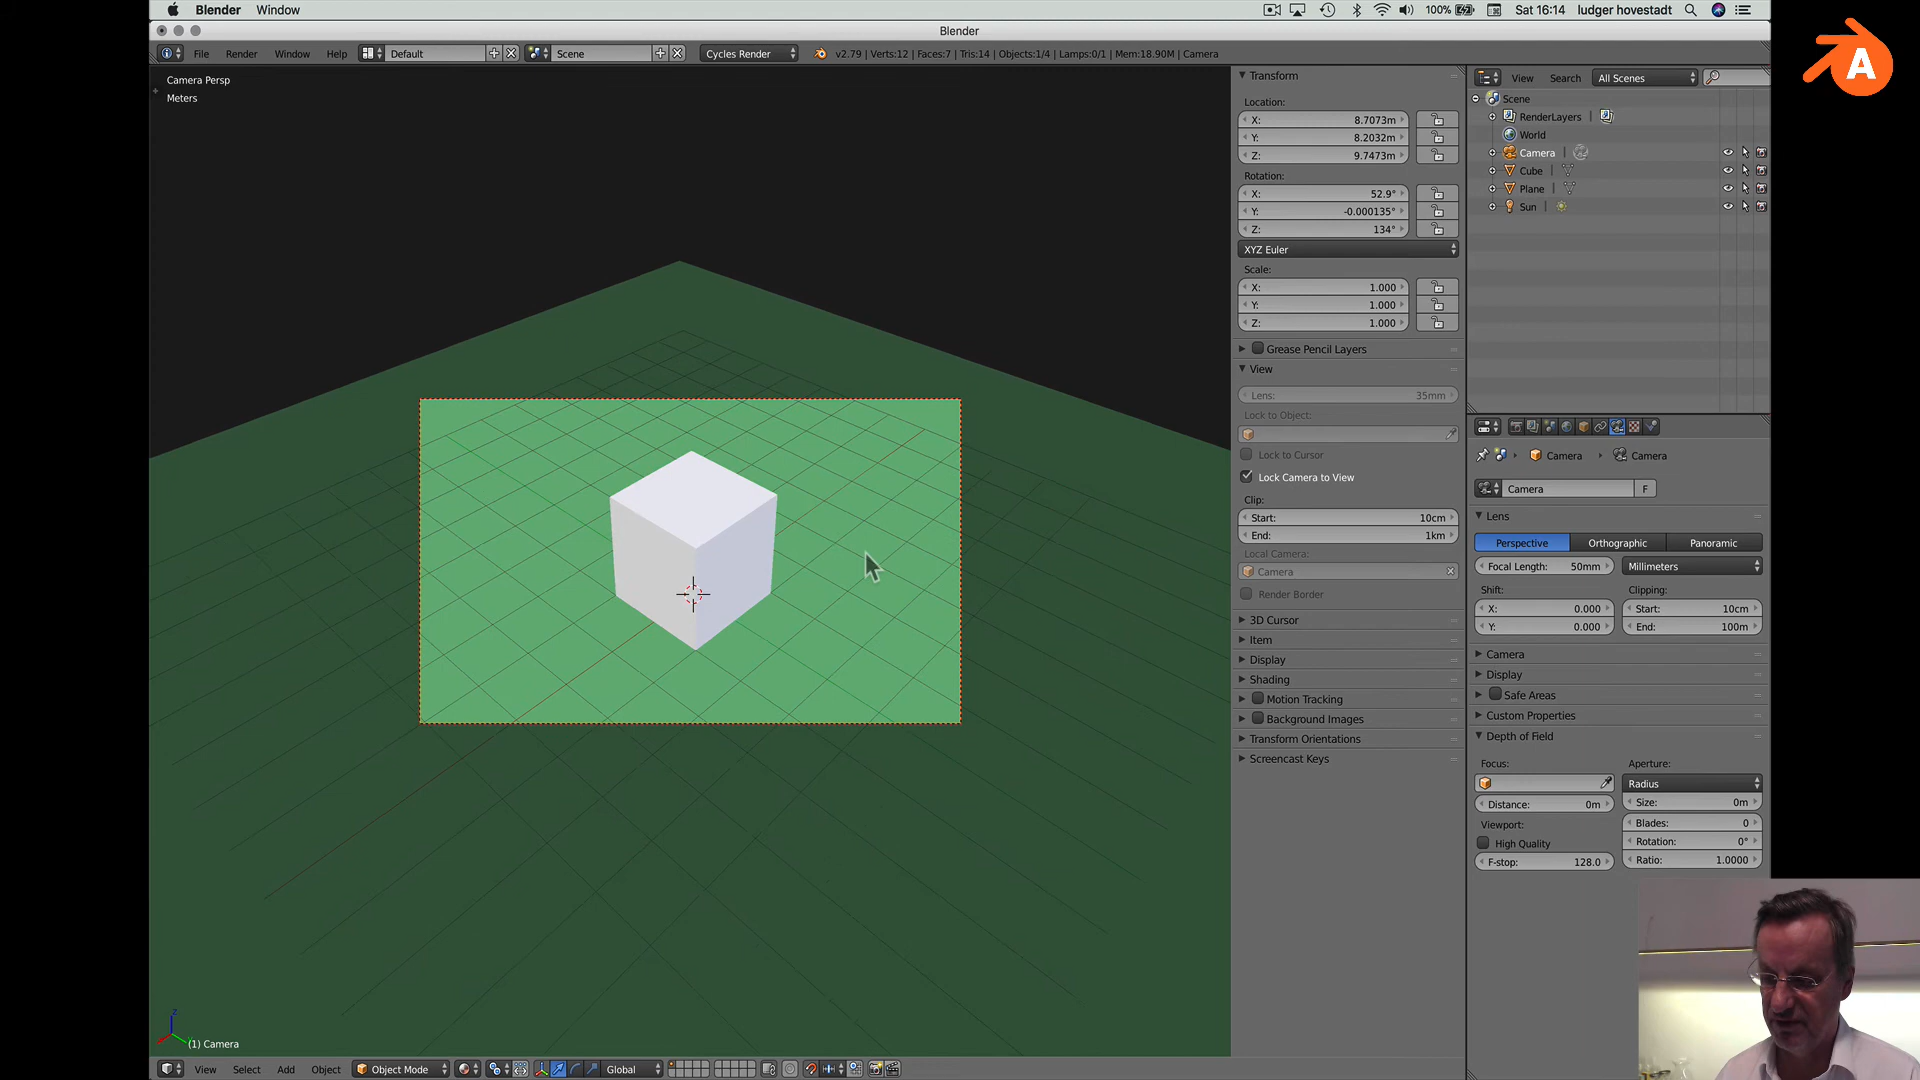 Blender Window 100% Sat 16:14 ludger hovestadt
Blender
File Render Window Help Default Scene Cycles Render v2.79 | Verts:12 | Faces:7 | Tris:14 | Objects:1/4 | Lamps:0/1 | Mem:18.90M | Camera
A
Camera Persp
Meters
(1) Camera
View Select Add Object Object Mode Global
Transform
Location:
X: 8.7073m
Y: 8.2032m
Z: 9.7473m
Rotation:
X: 52.9°
Y: -0.000135°
Z: 134°
XYZ Euler
Scale:
X: 1.000
Y: 1.000
Z: 1.000
Grease Pencil Layers
View
Lens: 35mm
Lock to Object:
Lock to Cursor
Lock Camera to View
Clip:
Start: 10cm
End: 1km
Local Camera:
Camera
Render Border
3D Cursor
Item
Display
Shading
Motion Tracking
Background Images
Transform Orientations
Screencast Keys
View Search All Scenes
Scene
RenderLayers
World
Camera
Cube
Plane
Sun
Camera Camera
Camera F
Lens
Perspective Orthographic Panoramic
Focal Length: 50mm Millimeters
Shift: Clipping:
X: 0.000 Start: 10cm
Y: 0.000 End: 100m
Camera
Display
Safe Areas
Custom Properties
Depth of Field
Focus: Aperture:
Radius
Distance: 0m Size: 0m
Viewport: Blades: 0
High Quality Rotation: 0°
F-stop: 128.0 Ratio: 1.0000